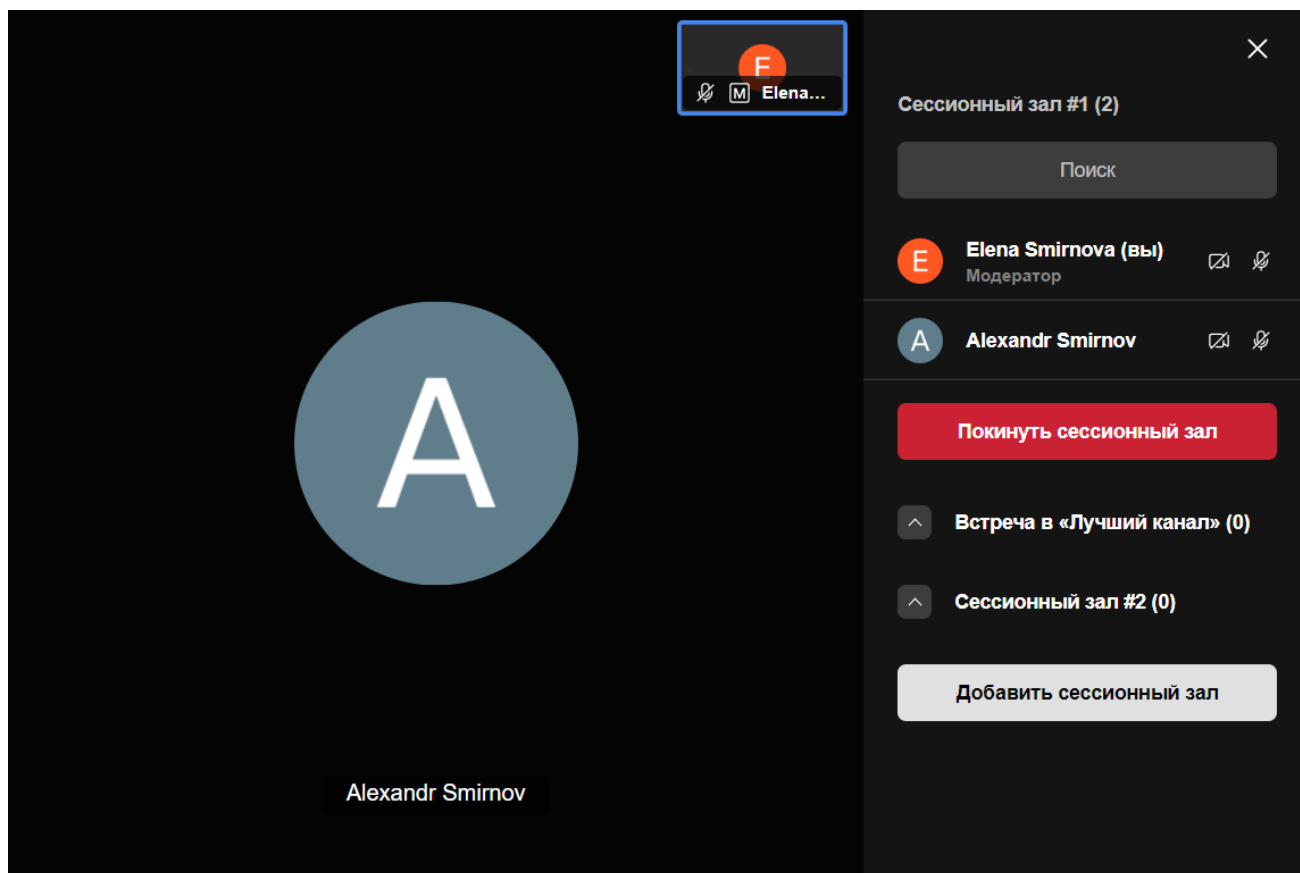 E
M Elena...
A
Alexandr Smirnov
Сессионный зал #1 (2)
Поиск
E
Elena Smirnova (вы)
Модератор
A
Alexandr Smirnov
Покинуть сессионный зал
Встреча в «Лучший канал» (0)
Сессионный зал #2 (0)
Добавить сессионный зал